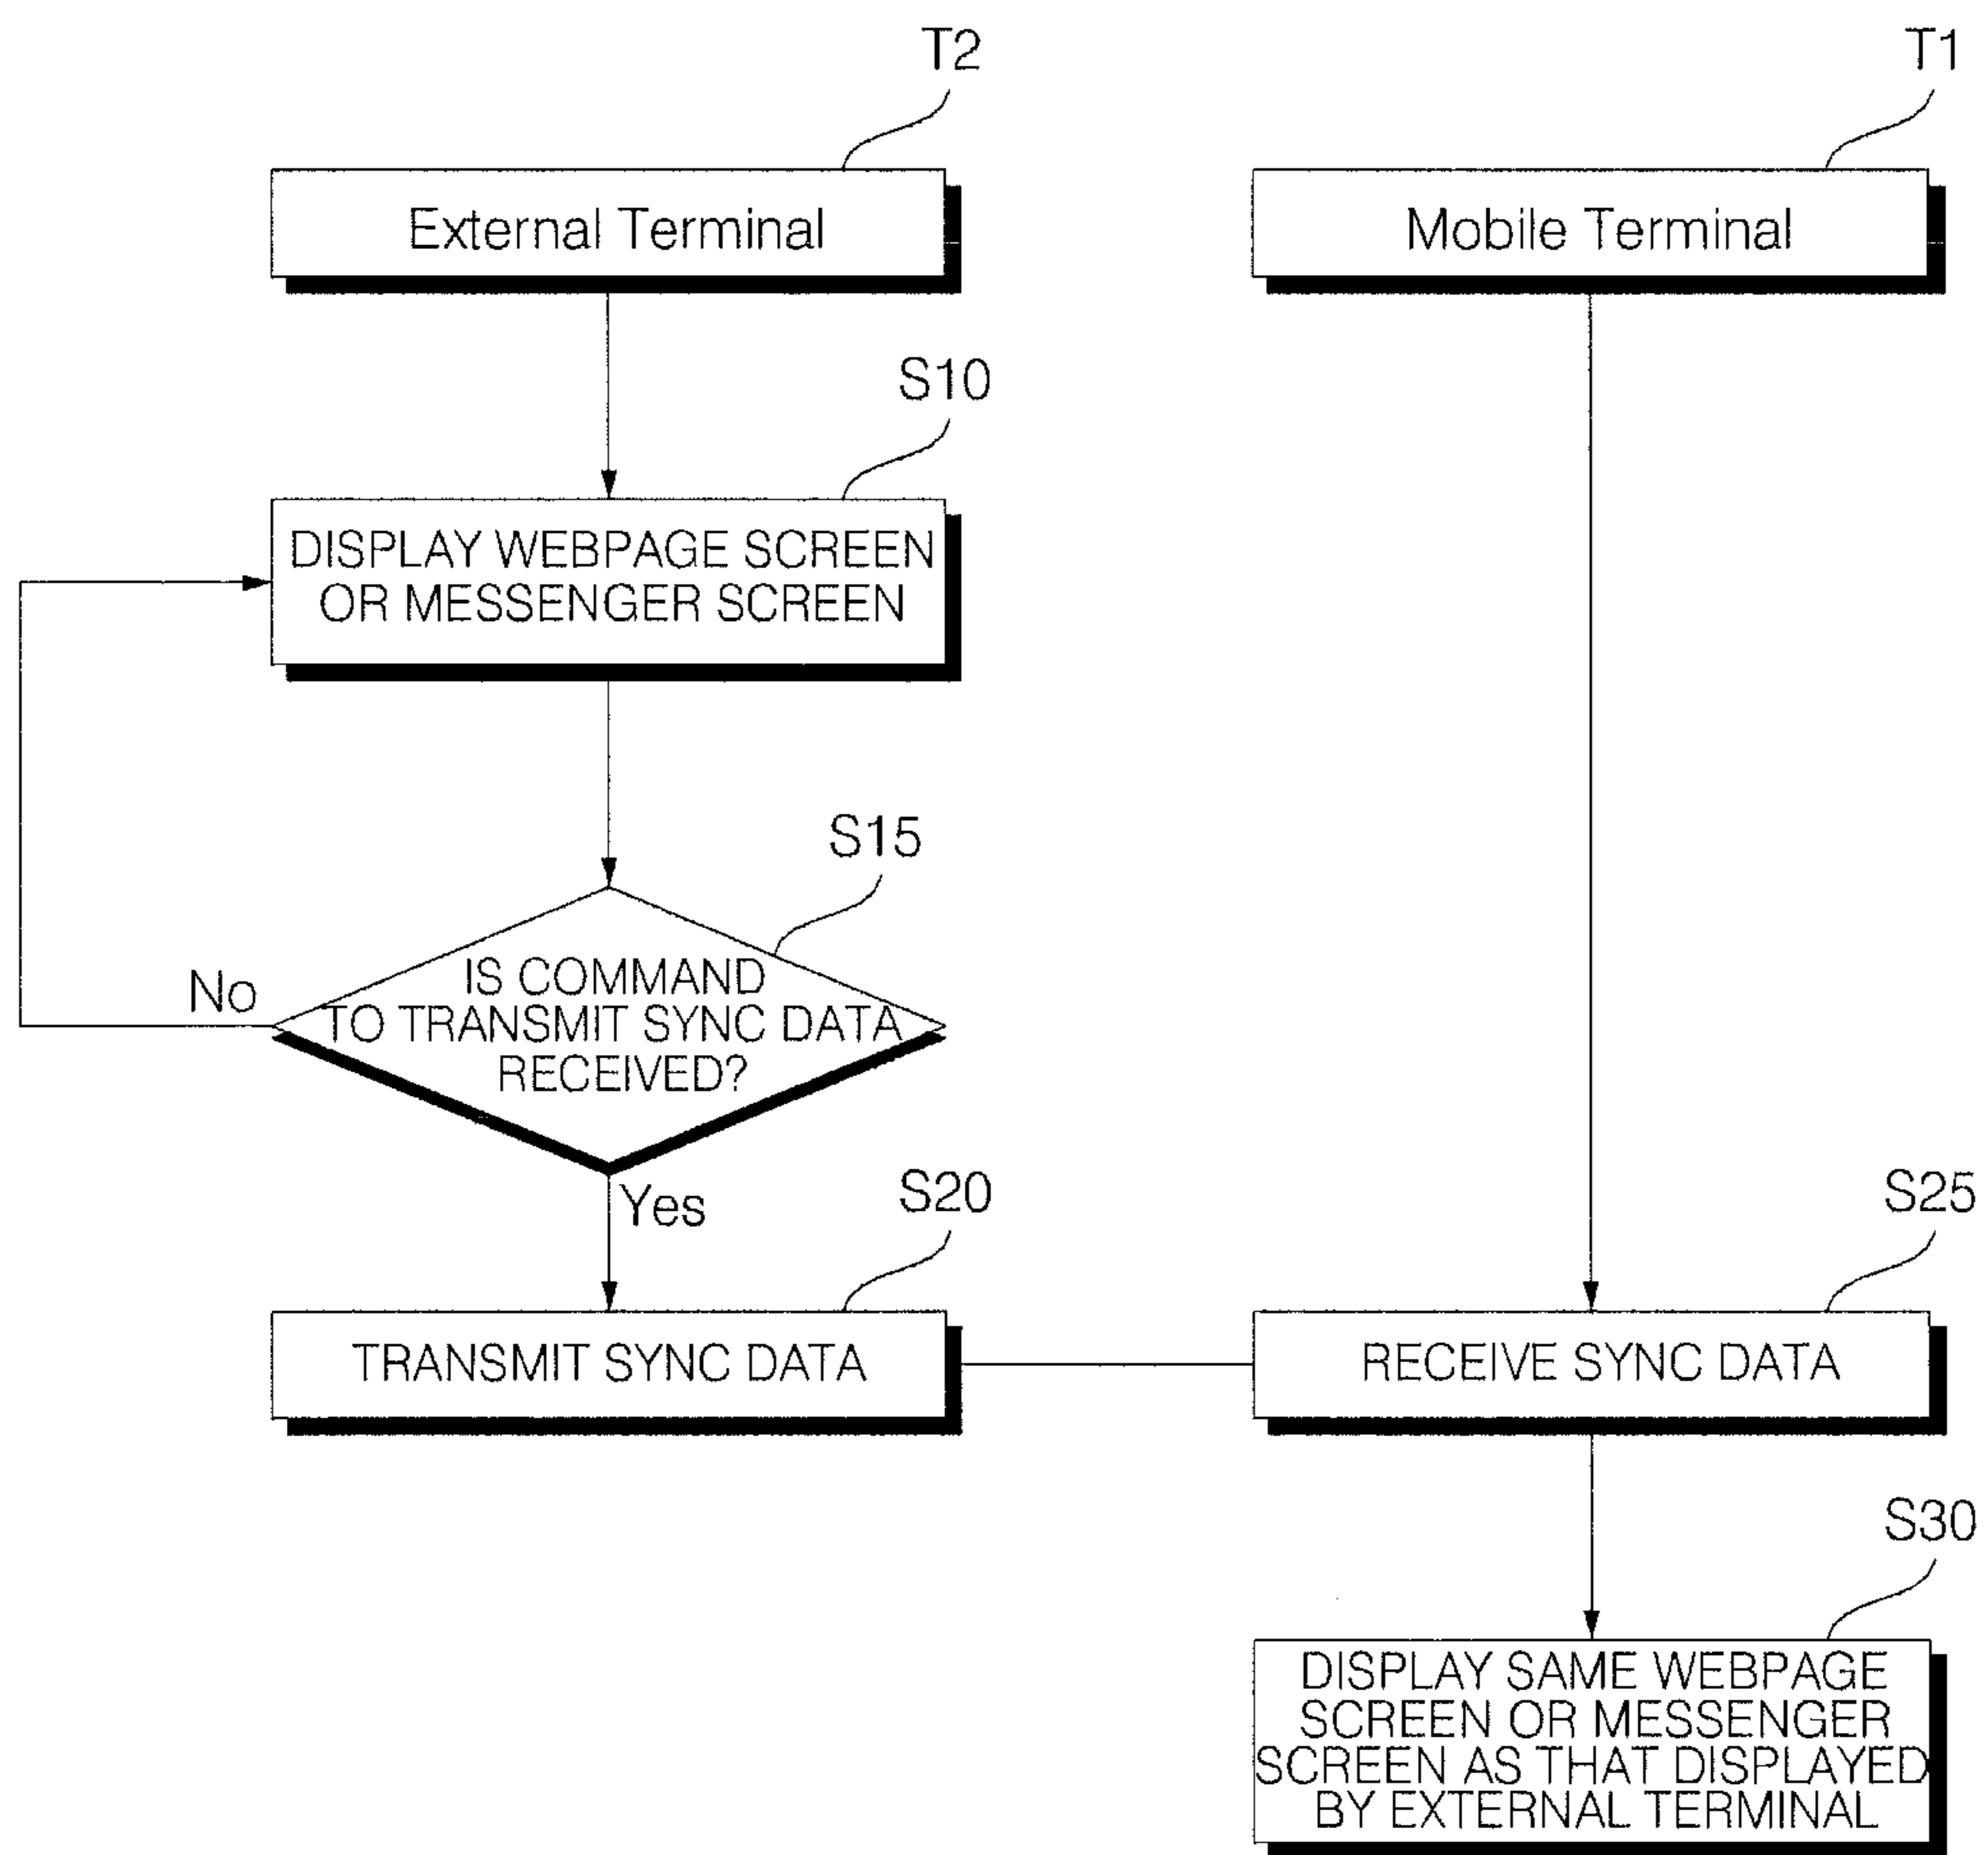 T2
T1
External Terminal
Mobile Terminal
S10
DISPLAY WEBPAGE SCREEN
OR MESSENGER SCREEN
S15
IS COMMAND
TO TRANSMIT SYNC DATA
RECEIVED?
No
Yes
S20
S25
TRANSMIT SYNC DATA
RECEIVE SYNC DATA
S30
DISPLAY SAME WEBPAGE
SCREEN OR MESSENGER
SCREEN AS THAT DISPLAYED
BY EXTERNAL TERMINAL